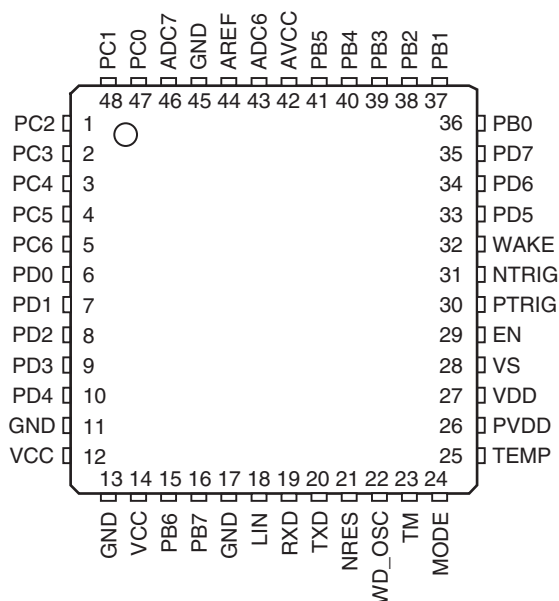 PC1 PC0 ADC7 GND AREF ADC6 AVCC PB5 PB4 PB3 PB2 PB1
48 47 46 45 44 43 42 41 40 39 38 37
PC2 1 36 PB0
PC3 2 35 PD7
PC4 3 34 PD6
PC5 4 33 PD5
PC6 5 32 WAKE
PD0 6 31 NTRIG
PD1 7 30 PTRIG
PD2 8 29 EN
PD3 9 28 VS
PD4 10 27 VDD
GND 11 26 PVDD
VCC 12 25 TEMP
13 14 15 16 17 18 19 20 21 22 23 24
GND VCC PB6 PB7 GND LIN RXD TXD NRES WD_OSC TM MODE